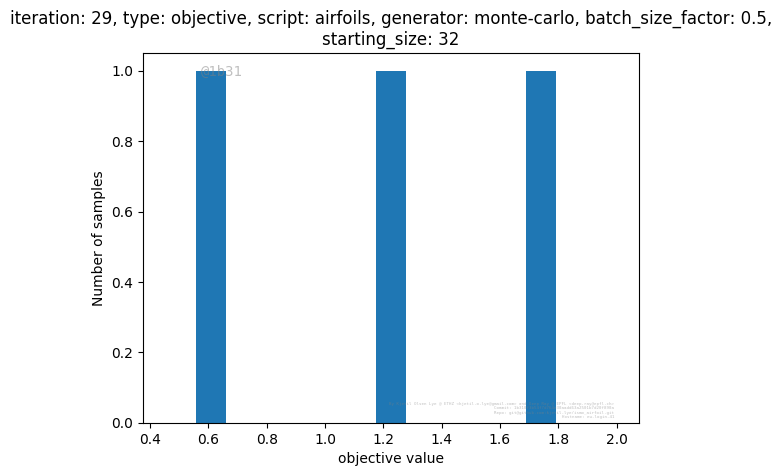 iteration: 29, type: objective, script: airfoils, generator: monte-carlo, batch_size_factor: 0.5,
starting_size: 32
@1b31
1.0
0.8
0.6
0.4
0.2
0.0
Number of samples
0.4 0.6 0.8 1.0 1.2 1.4 1.6 1.8 2.0
objective value